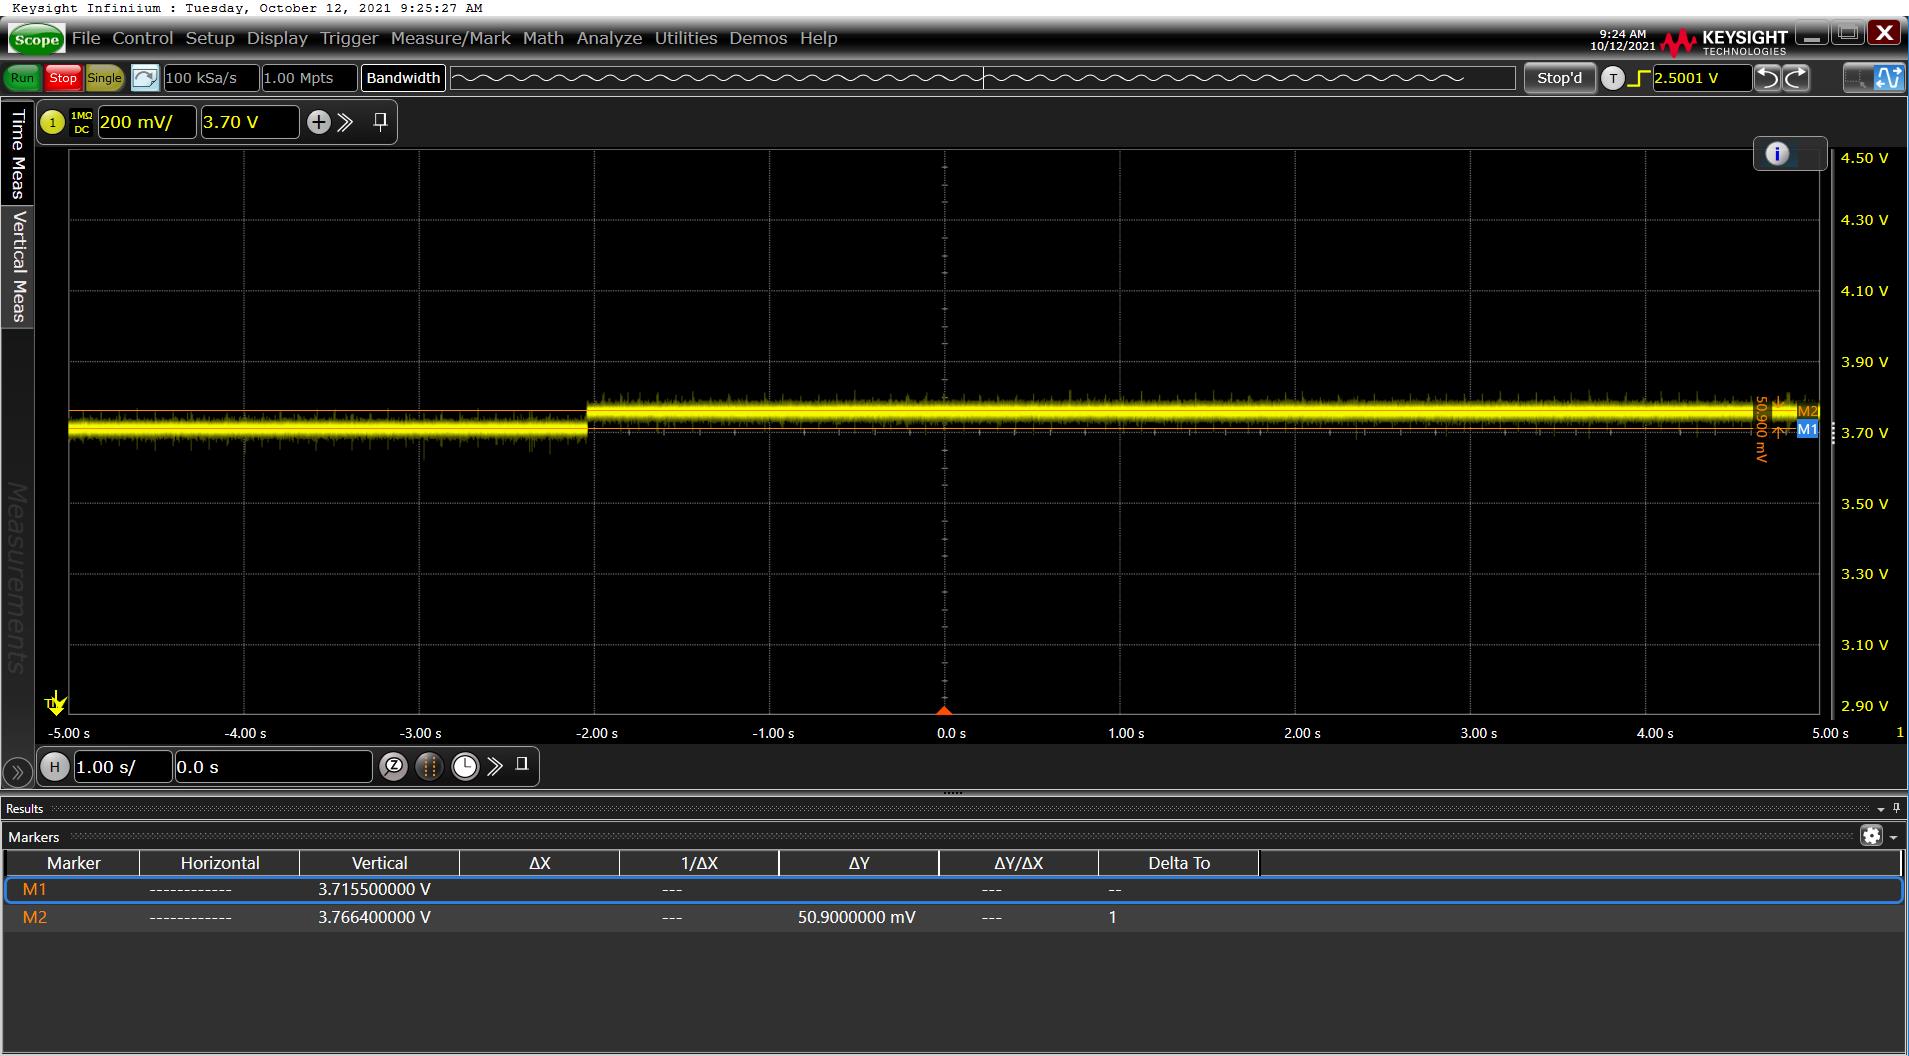 Keysight Infiniium : Tuesday, October 12, 2021 9:25:27 AM
Scope File Control Setup Display Trigger Measure/Mark Math Analyze Utilities Demos Help
9:24 AM
10/12/2021
KEYSIGHT
TECHNOLOGIES
Run Stop Single 100 kSa/s 1.00 Mpts Bandwidth Stop'd T 2.5001 V
1 1MΩ DC 200 mV/ 3.70 V
Time Meas
Vertical Meas
Measurements
i
4.50 V
4.30 V
4.10 V
3.90 V
3.70 V
3.50 V
3.30 V
3.10 V
2.90 V
50.900 mV
M2
M1
-5.00 s -4.00 s -3.00 s -2.00 s -1.00 s 0.0 s 1.00 s 2.00 s 3.00 s 4.00 s 5.00 s 1
H 1.00 s/ 0.0 s
Results
Markers
Marker Horizontal Vertical ΔX 1/ΔX ΔY ΔY/ΔX Delta To
M1 ------------ 3.715500000 V --- --- --
M2 ------------ 3.766400000 V --- 50.9000000 mV --- 1